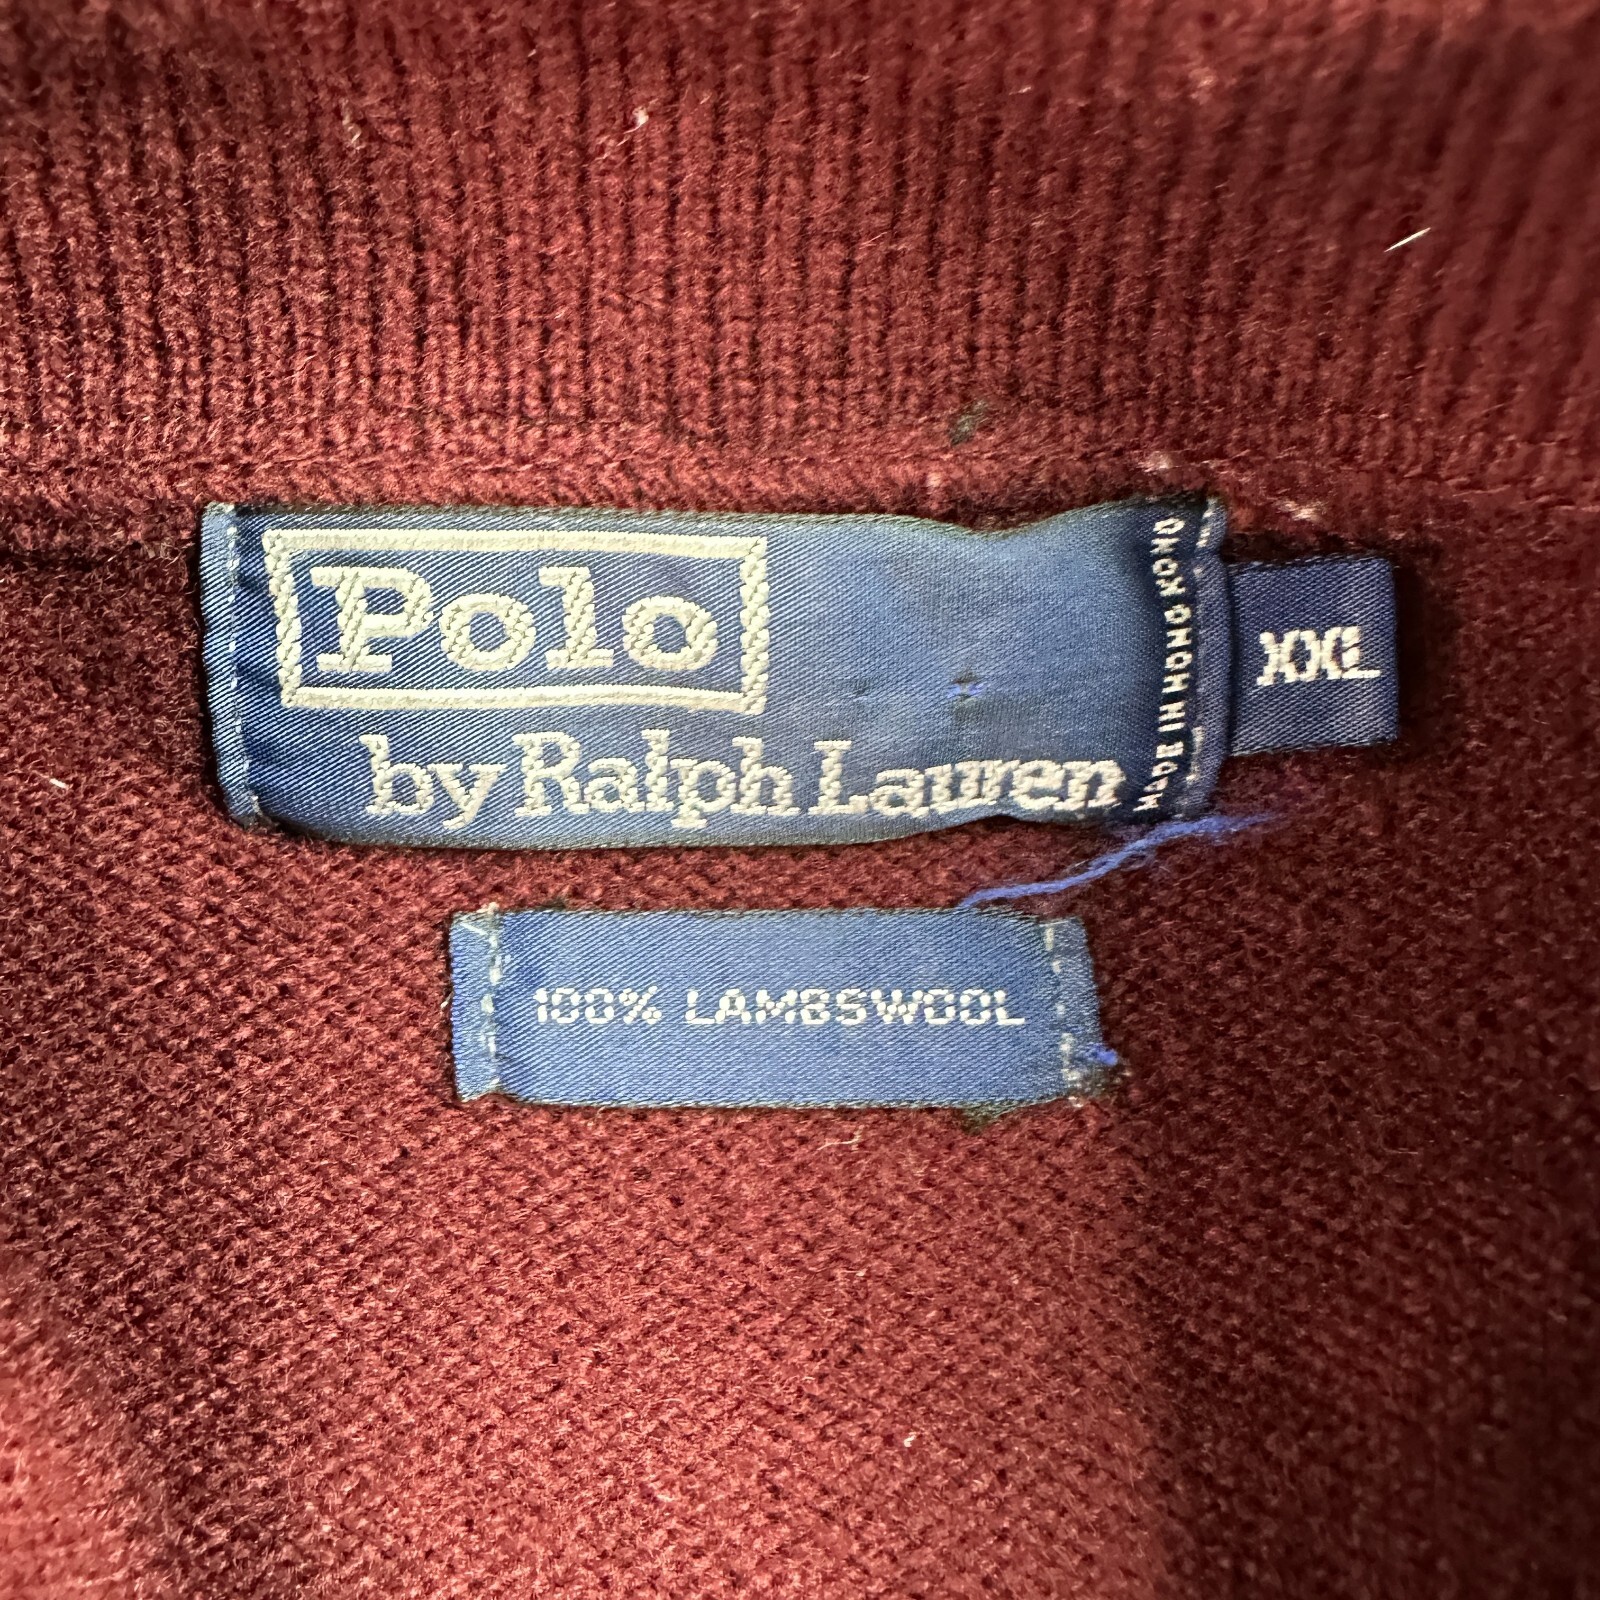 Polo
by Ralph Lauren
MADE IN HONG KONG
XXL
100% LAMBSWOOL